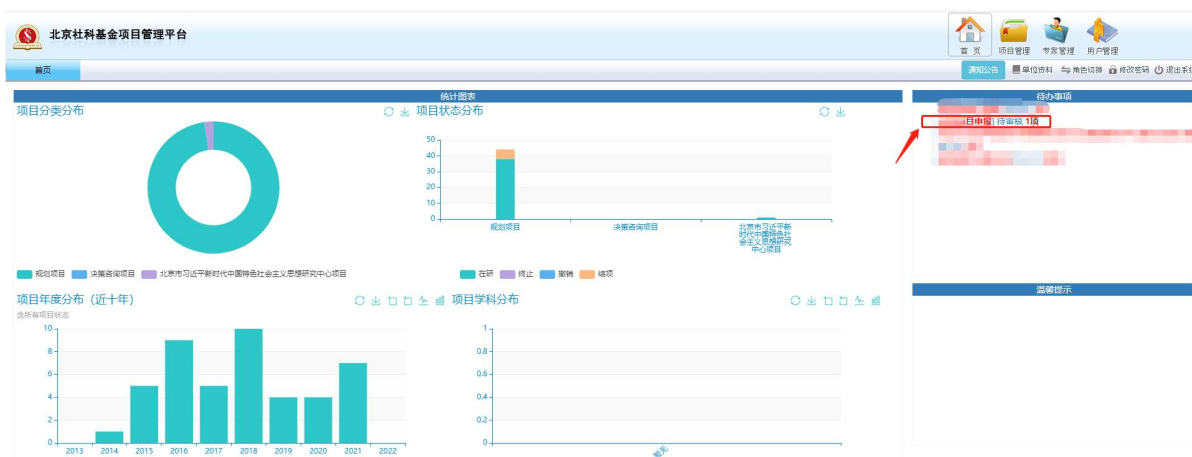 北京社科基金项目管理平台
首 页
项目管理
专家管理
用户管理
首页
通知公告
单位资料
角色切换
修改密码
退出系统
统计图表
项目分类分布
规划项目
决策咨询项目
北京市习近平新时代中国特色社会主义思想研究中心项目
项目状态分布
50
40
30
20
10
0
规划项目
决策咨询项目
北京市习近平新
时代中国特色社
会主义思想研究
中心项目
在研
终止
撤销
结项
项目年度分布（近十年）
含所有项目状态
10
8
6
4
2
0
2013 2014 2015 2016 2017 2018 2019 2020 2021 2022
项目学科分布
1
0.8
0.6
0.4
0.2
0
暂无
待办事项
目申报] 待审核 1项
温馨提示